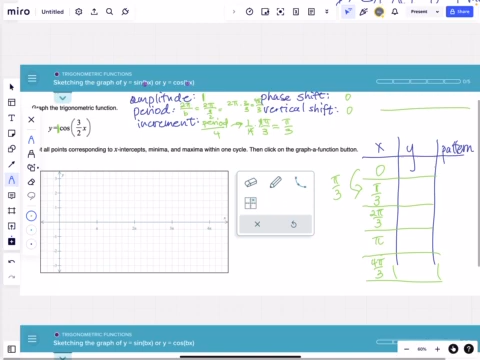 miro Untitled Present Share
TRIGONOMETRIC FUNCTIONS
Sketching the graph of y = sin(bx) or y = cos(bx) 0/5
Graph the trigonometric function.
amplitude: 1 phase shift: 0
period: 2π/b = 2π/(3/2) = 2π · 2/3 = 4π/3 vertical shift: 0
increment: period/4 → 1/4 · 4π/3 = π/3
y = 1cos(3/2 x)
all points corresponding to x-intercepts, minima, and maxima within one cycle. Then click on the graph-a-function button.
x y pattern
0
π/3 π/3
2π/3
π
4π/3
TRIGONOMETRIC FUNCTIONS
Sketching the graph of y = sin(bx) or y = cos(bx)
60%